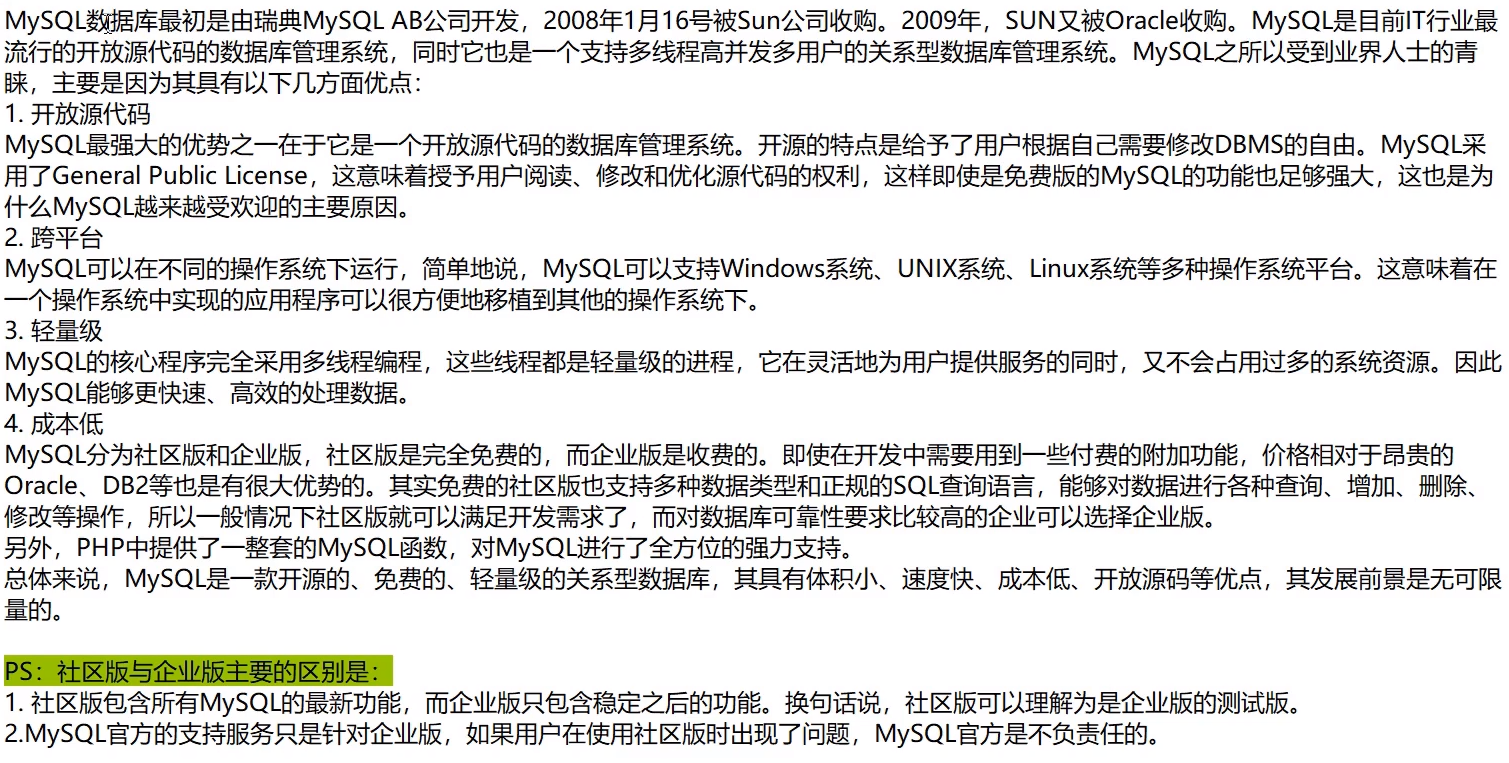 MySQL数据库最初是由瑞典MySQL AB公司开发，2008年1月16号被Sun公司收购。2009年，SUN又被Oracle收购。MySQL是目前IT行业最
流行的开放源代码的数据库管理系统，同时它也是一个支持多线程高并发多用户的关系型数据库管理系统。MySQL之所以受到业界人士的青
睐，主要是因为其具有以下几方面优点：
1. 开放源代码
MySQL最强大的优势之一在于它是一个开放源代码的数据库管理系统。开源的特点是给予了用户根据自己需要修改DBMS的自由。MySQL采
用了General Public License，这意味着授予用户阅读、修改和优化源代码的权利，这样即使是免费版的MySQL的功能也足够强大，这也是为
什么MySQL越来越受欢迎的主要原因。
2. 跨平台
MySQL可以在不同的操作系统下运行，简单地说，MySQL可以支持Windows系统、UNIX系统、Linux系统等多种操作系统平台。这意味着在
一个操作系统中实现的应用程序可以很方便地移植到其他的操作系统下。
3. 轻量级
MySQL的核心程序完全采用多线程编程，这些线程都是轻量级的进程，它在灵活地为用户提供服务的同时，又不会占用过多的系统资源。因此
MySQL能够更快速、高效的处理数据。
4. 成本低
MySQL分为社区版和企业版，社区版是完全免费的，而企业版是收费的。即使在开发中需要用到一些付费的附加功能，价格相对于昂贵的
Oracle、DB2等也是有很大优势的。其实免费的社区版也支持多种数据类型和正规的SQL查询语言，能够对数据进行各种查询、增加、删除、
修改等操作，所以一般情况下社区版就可以满足开发需求了，而对数据库可靠性要求比较高的企业可以选择企业版。
另外，PHP中提供了一整套的MySQL函数，对MySQL进行了全方位的强力支持。
总体来说，MySQL是一款开源的、免费的、轻量级的关系型数据库，其具有体积小、速度快、成本低、开放源码等优点，其发展前景是无可限
量的。
PS：社区版与企业版主要的区别是：
1. 社区版包含所有MySQL的最新功能，而企业版只包含稳定之后的功能。换句话说，社区版可以理解为是企业版的测试版。
2.MySQL官方的支持服务只是针对企业版，如果用户在使用社区版时出现了问题，MySQL官方是不负责任的。